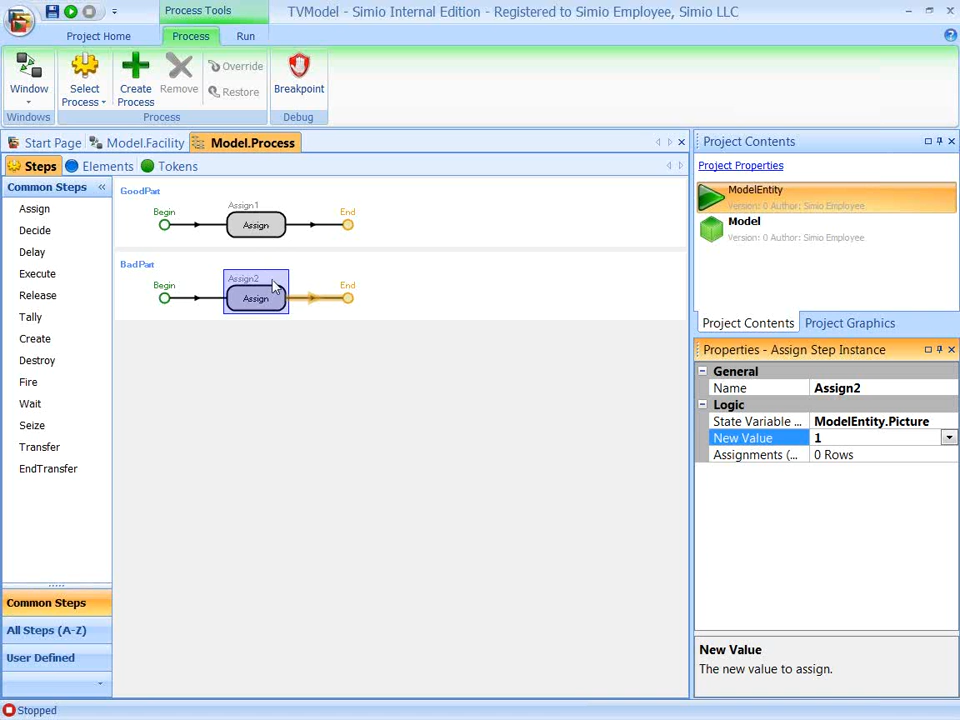 Process Tools
TVModel - Simio Internal Edition - Registered to Simio Employee, Simio LLC
Project Home
Process
Run
Window
Select Process
Create Process
Remove
Override
Restore
Breakpoint
Windows
Process
Debug
Start Page
Model.Facility
Model.Process
Steps
Elements
Tokens
Common Steps
Assign
Decide
Delay
Execute
Release
Tally
Create
Destroy
Fire
Wait
Seize
Transfer
EndTransfer
Common Steps
All Steps (A-Z)
User Defined
GoodPart
Begin
Assign1
Assign
End
BadPart
Begin
Assign2
Assign
End
Project Contents
Project Properties
ModelEntity
Version: 0 Author: Simio Employee
Model
Version: 0 Author: Simio Employee
Project Contents
Project Graphics
Properties - Assign Step Instance
General
Name Assign2
Logic
State Variable ... ModelEntity.Picture
New Value 1
Assignments (... 0 Rows
New Value
The new value to assign.
Stopped